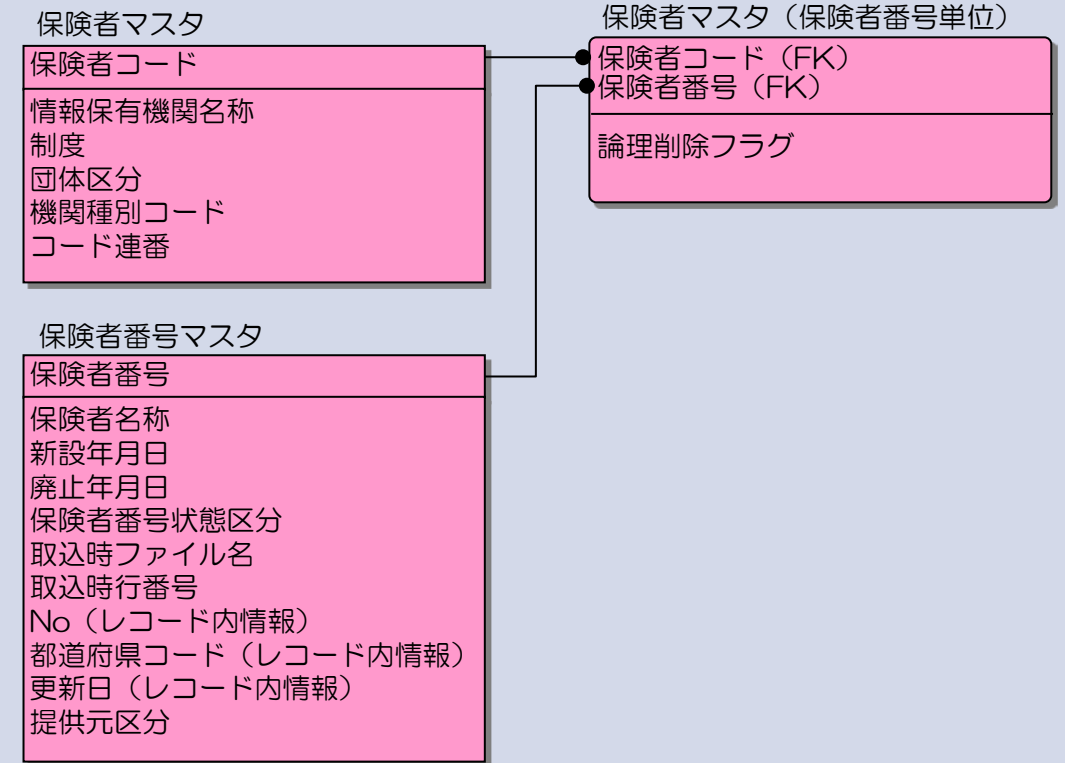 保険者マスタ
保険者コード
情報保有機関名称
制度
団体区分
機関種別コード
コード連番
保険者マスタ（保険者番号単位）
保険者コード（FK）
保険者番号（FK）
論理削除フラグ
保険者番号マスタ
保険者番号
保険者名称
新設年月日
廃止年月日
保険者番号状態区分
取込時ファイル名
取込時行番号
No（レコード内情報）
都道府県コード（レコード内情報）
更新日（レコード内情報）
提供元区分